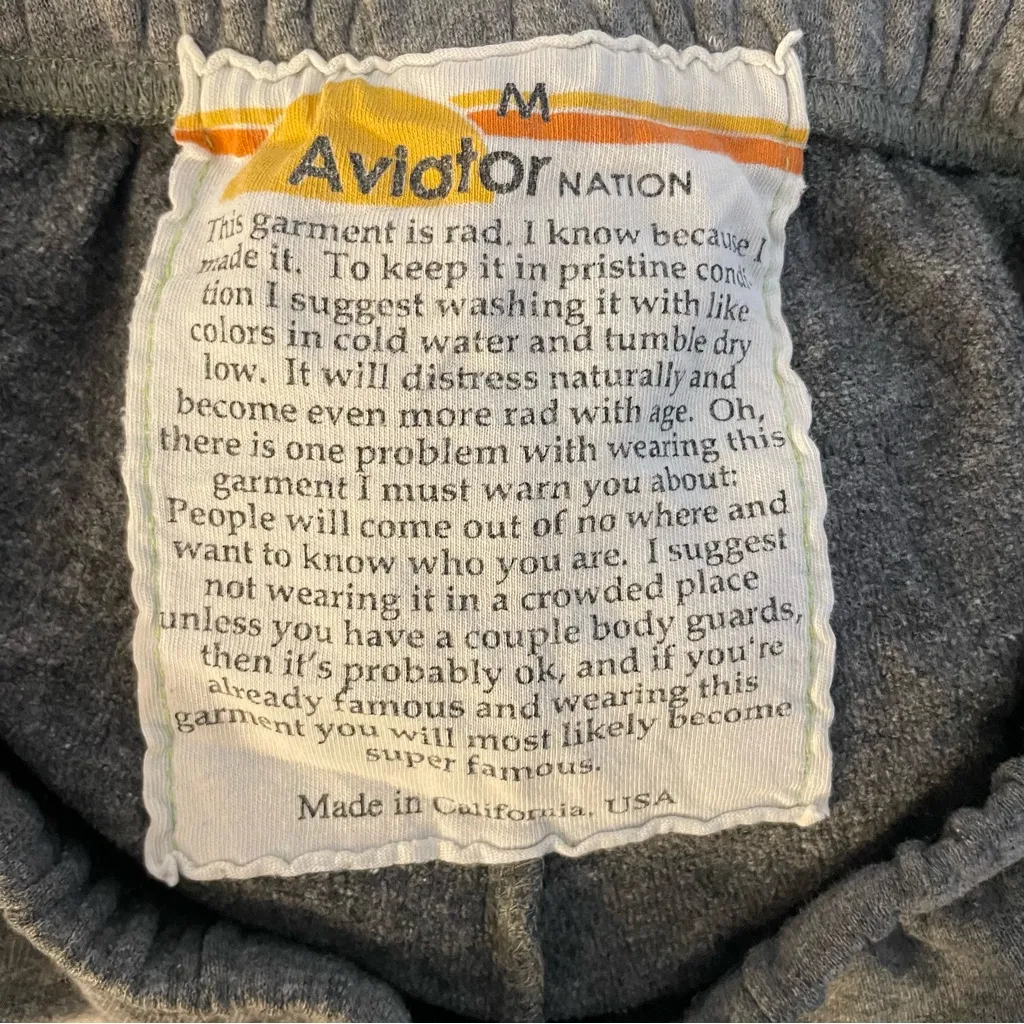 M
Aviator NATION
This garment is rad. I know because I
made it. To keep it in pristine condi-
tion I suggest washing it with like
colors in cold water and tumble dry
low. It will distress naturally and
become even more rad with age. Oh,
there is one problem with wearing this
garment I must warn you about:
People will come out of no where and
want to know who you are. I suggest
not wearing it in a crowded place
unless you have a couple body guards,
then it's probably ok, and if you're
already famous and wearing this
garment you will most likely become
super famous.
Made in California, USA